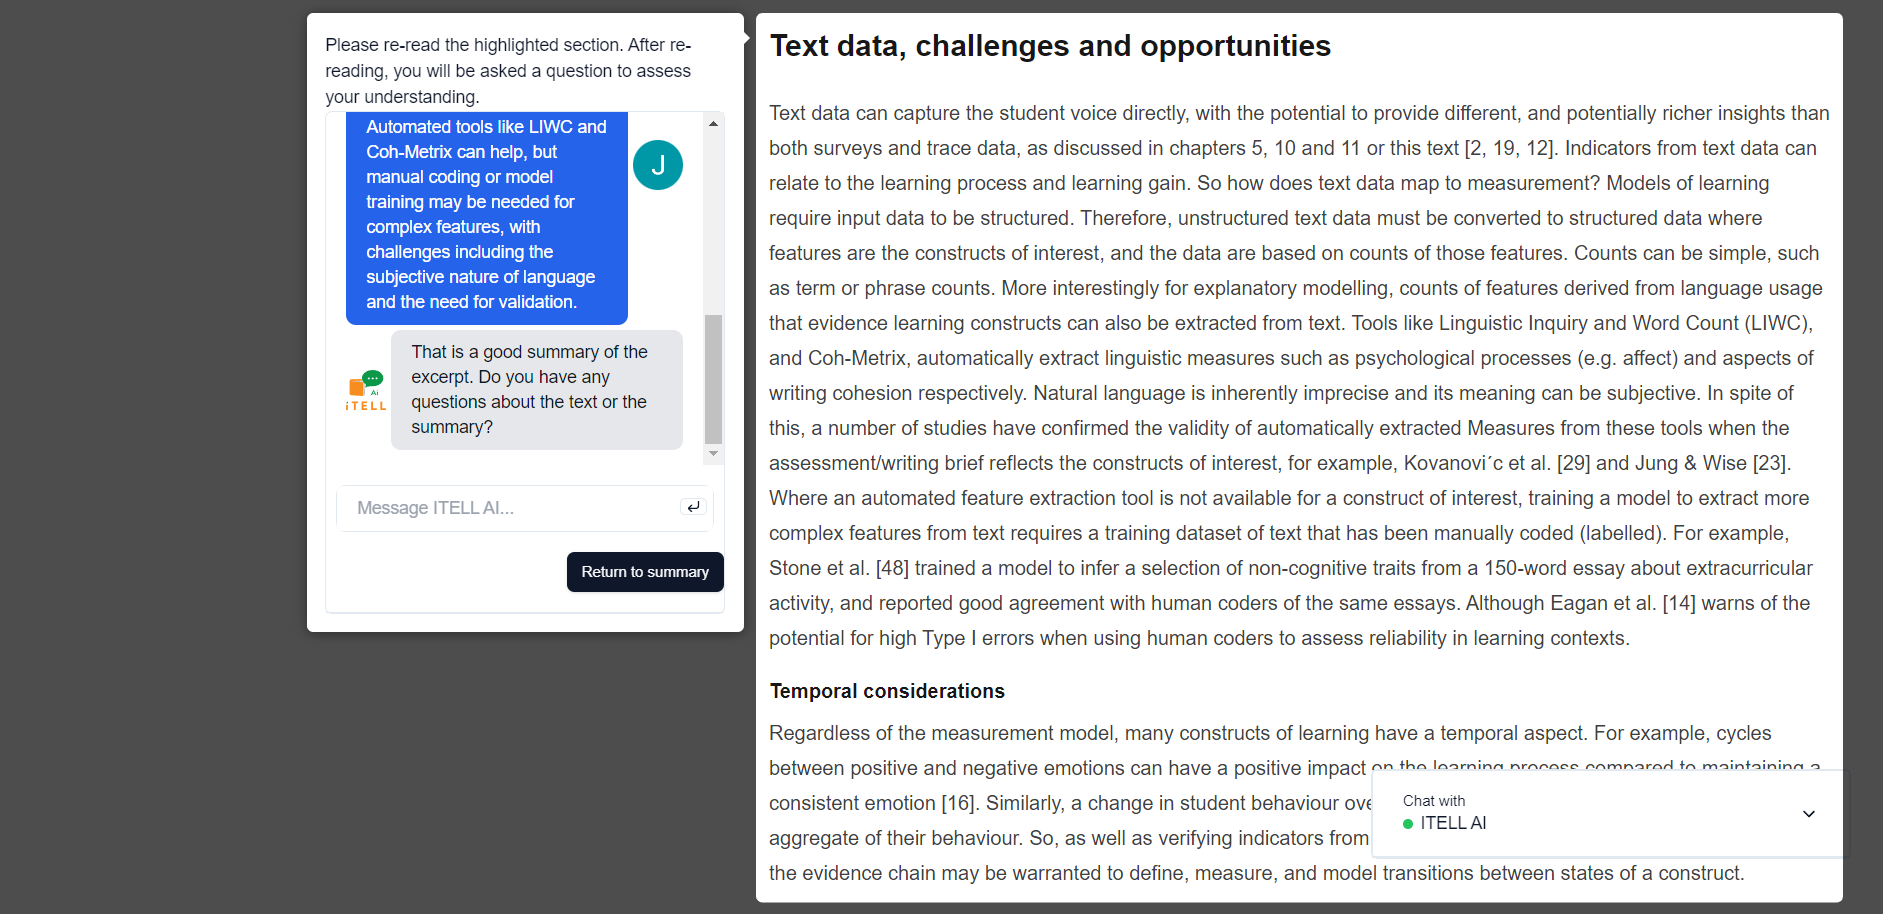 Please re-read the highlighted section. After re-
reading, you will be asked a question to assess
your understanding.
Automated tools like LIWC and
Coh-Metrix can help, but
manual coding or model
training may be needed for
complex features, with
challenges including the
subjective nature of language
and the need for validation.
J
That is a good summary of the
excerpt. Do you have any
questions about the text or the
summary?
AI
iTELL
Message ITELL AI...
Return to summary
Text data, challenges and opportunities
Text data can capture the student voice directly, with the potential to provide different, and potentially richer insights than
both surveys and trace data, as discussed in chapters 5, 10 and 11 or this text [2, 19, 12]. Indicators from text data can
relate to the learning process and learning gain. So how does text data map to measurement? Models of learning
require input data to be structured. Therefore, unstructured text data must be converted to structured data where
features are the constructs of interest, and the data are based on counts of those features. Counts can be simple, such
as term or phrase counts. More interestingly for explanatory modelling, counts of features derived from language usage
that evidence learning constructs can also be extracted from text. Tools like Linguistic Inquiry and Word Count (LIWC),
and Coh-Metrix, automatically extract linguistic measures such as psychological processes (e.g. affect) and aspects of
writing cohesion respectively. Natural language is inherently imprecise and its meaning can be subjective. In spite of
this, a number of studies have confirmed the validity of automatically extracted Measures from these tools when the
assessment/writing brief reflects the constructs of interest, for example, Kovanovi´c et al. [29] and Jung & Wise [23].
Where an automated feature extraction tool is not available for a construct of interest, training a model to extract more
complex features from text requires a training dataset of text that has been manually coded (labelled). For example,
Stone et al. [48] trained a model to infer a selection of non-cognitive traits from a 150-word essay about extracurricular
activity, and reported good agreement with human coders of the same essays. Although Eagan et al. [14] warns of the
potential for high Type I errors when using human coders to assess reliability in learning contexts.
Temporal considerations
Regardless of the measurement model, many constructs of learning have a temporal aspect. For example, cycles
between positive and negative emotions can have a positive impact on the learning process compared to maintaining a
consistent emotion [16]. Similarly, a change in student behaviour ove
aggregate of their behaviour. So, as well as verifying indicators from
the evidence chain may be warranted to define, measure, and model transitions between states of a construct.
Chat with
ITELL AI